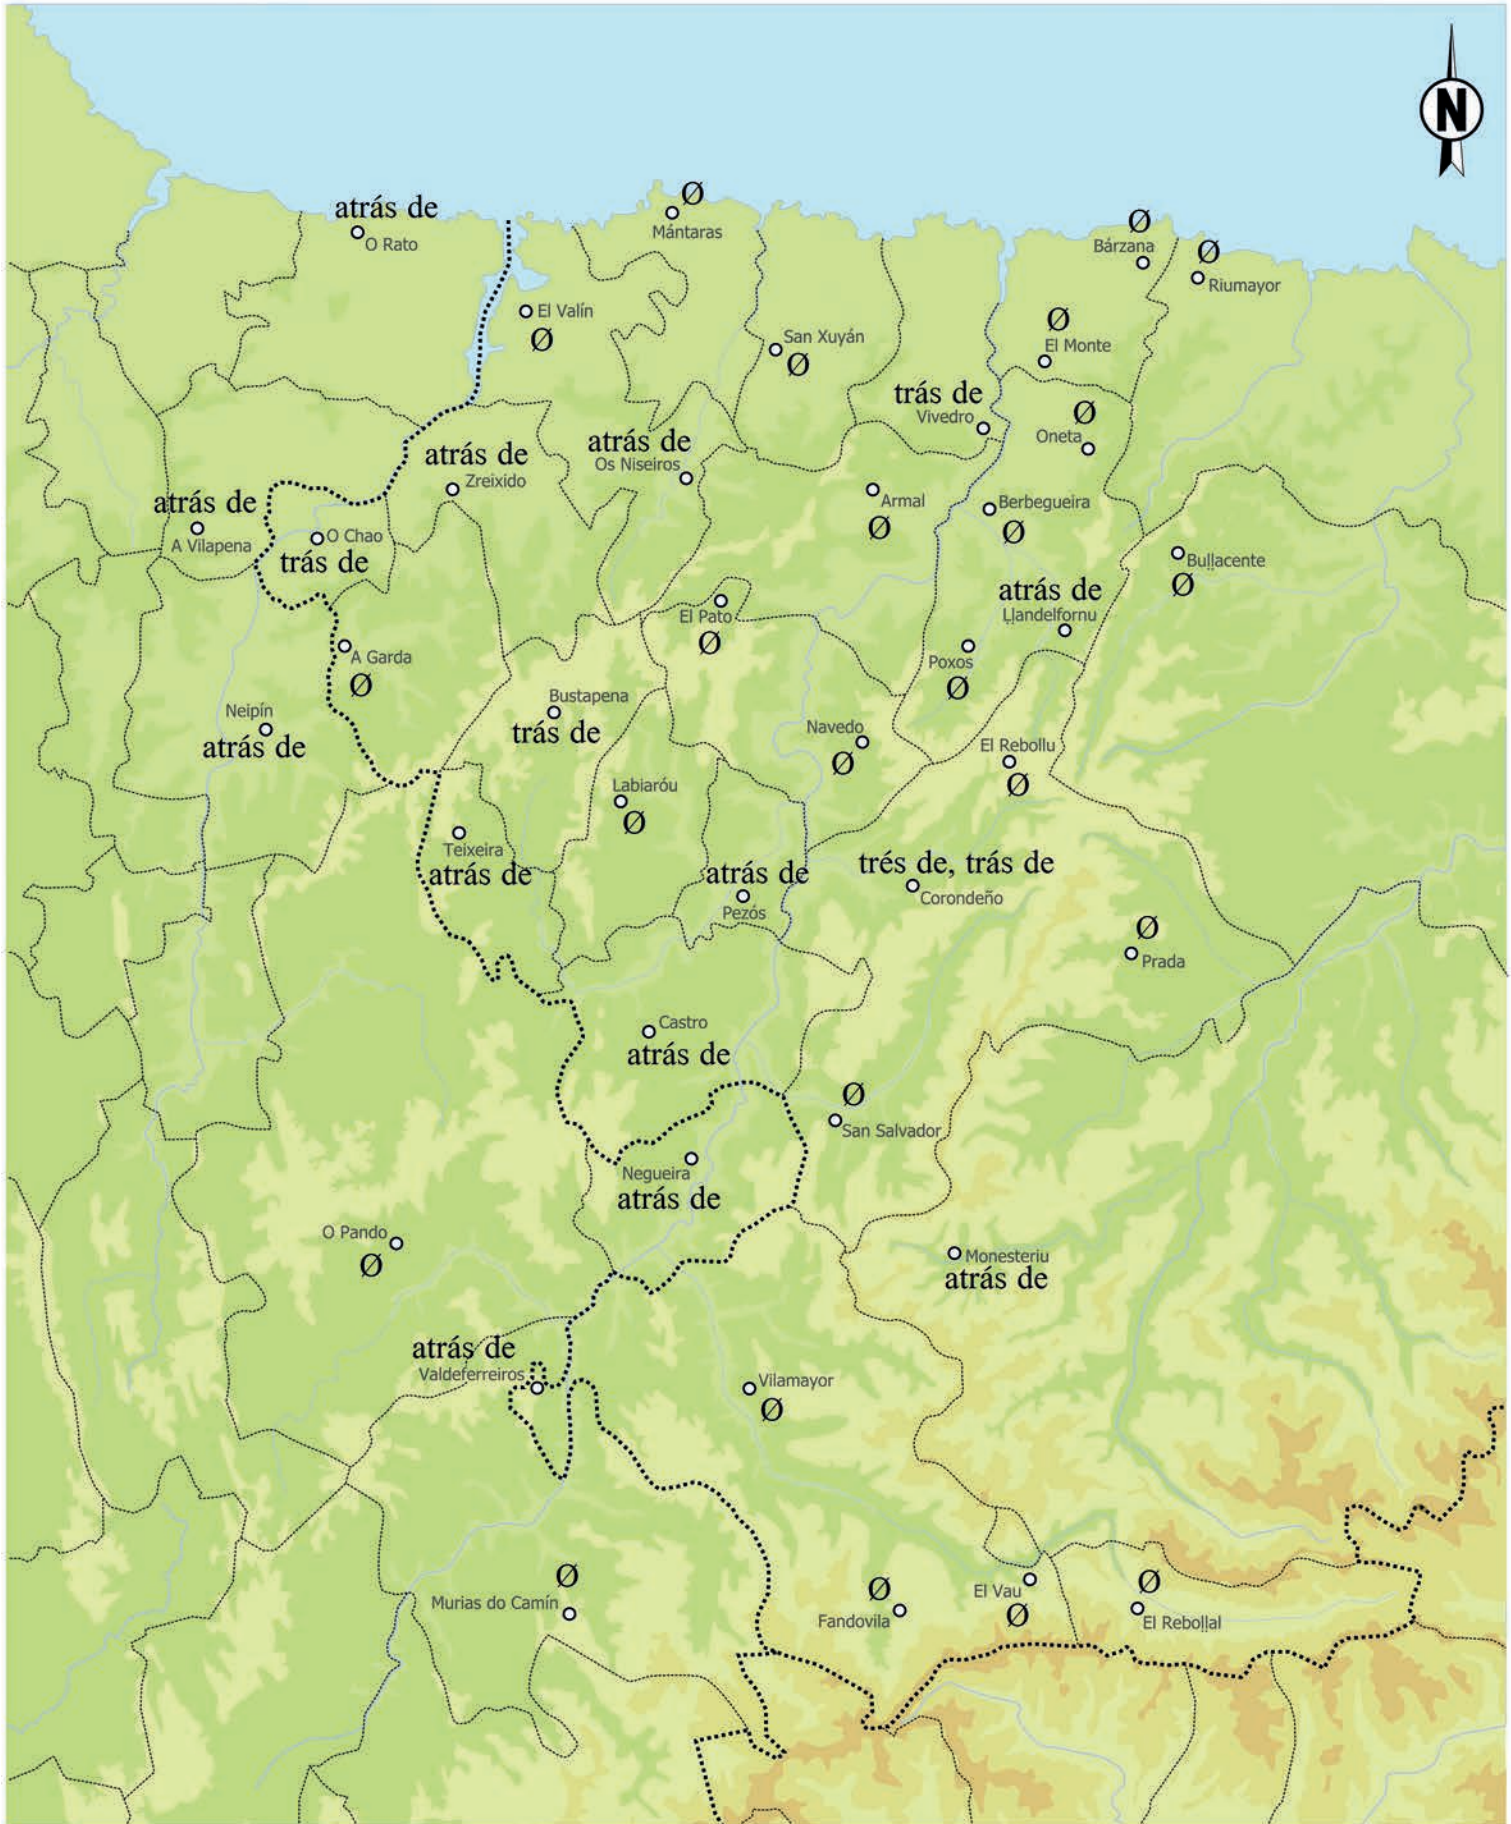 N
Ø
Mántaras
atrás de
O Rato
Ø
Bárzana
Ø
Riumayor
El Valín
Ø
Ø
El Monte
San Xuyán
Ø
trás de
Vivedro
Ø
Oneta
atrás de
Os Niseiros
atrás de
Zreixido
Armal
Ø
Berbegueira
Ø
atrás de
A Vilapena
O Chao
trás de
Buḷḷacente
Ø
atrás de
Ḷḷandelfornu
El Pato
Ø
A Garda
Ø
Poxos
Ø
Bustapena
trás de
Neipín
atrás de
Navedo
Ø
El Rebollu
Ø
Labiaróu
Ø
Teixeira
atrás de
atrás de
Pezós
trés de, trás de
Corondeño
Ø
Prada
Castro
atrás de
Ø
San Salvador
Negueira
atrás de
O Pando
Ø
Monesteriu
atrás de
atrás de
Valdeferreiros
Vilamayor
Ø
Ø
Murias do Camín
Ø
Fandovila
El Vau
Ø
Ø
El Reboḷḷal